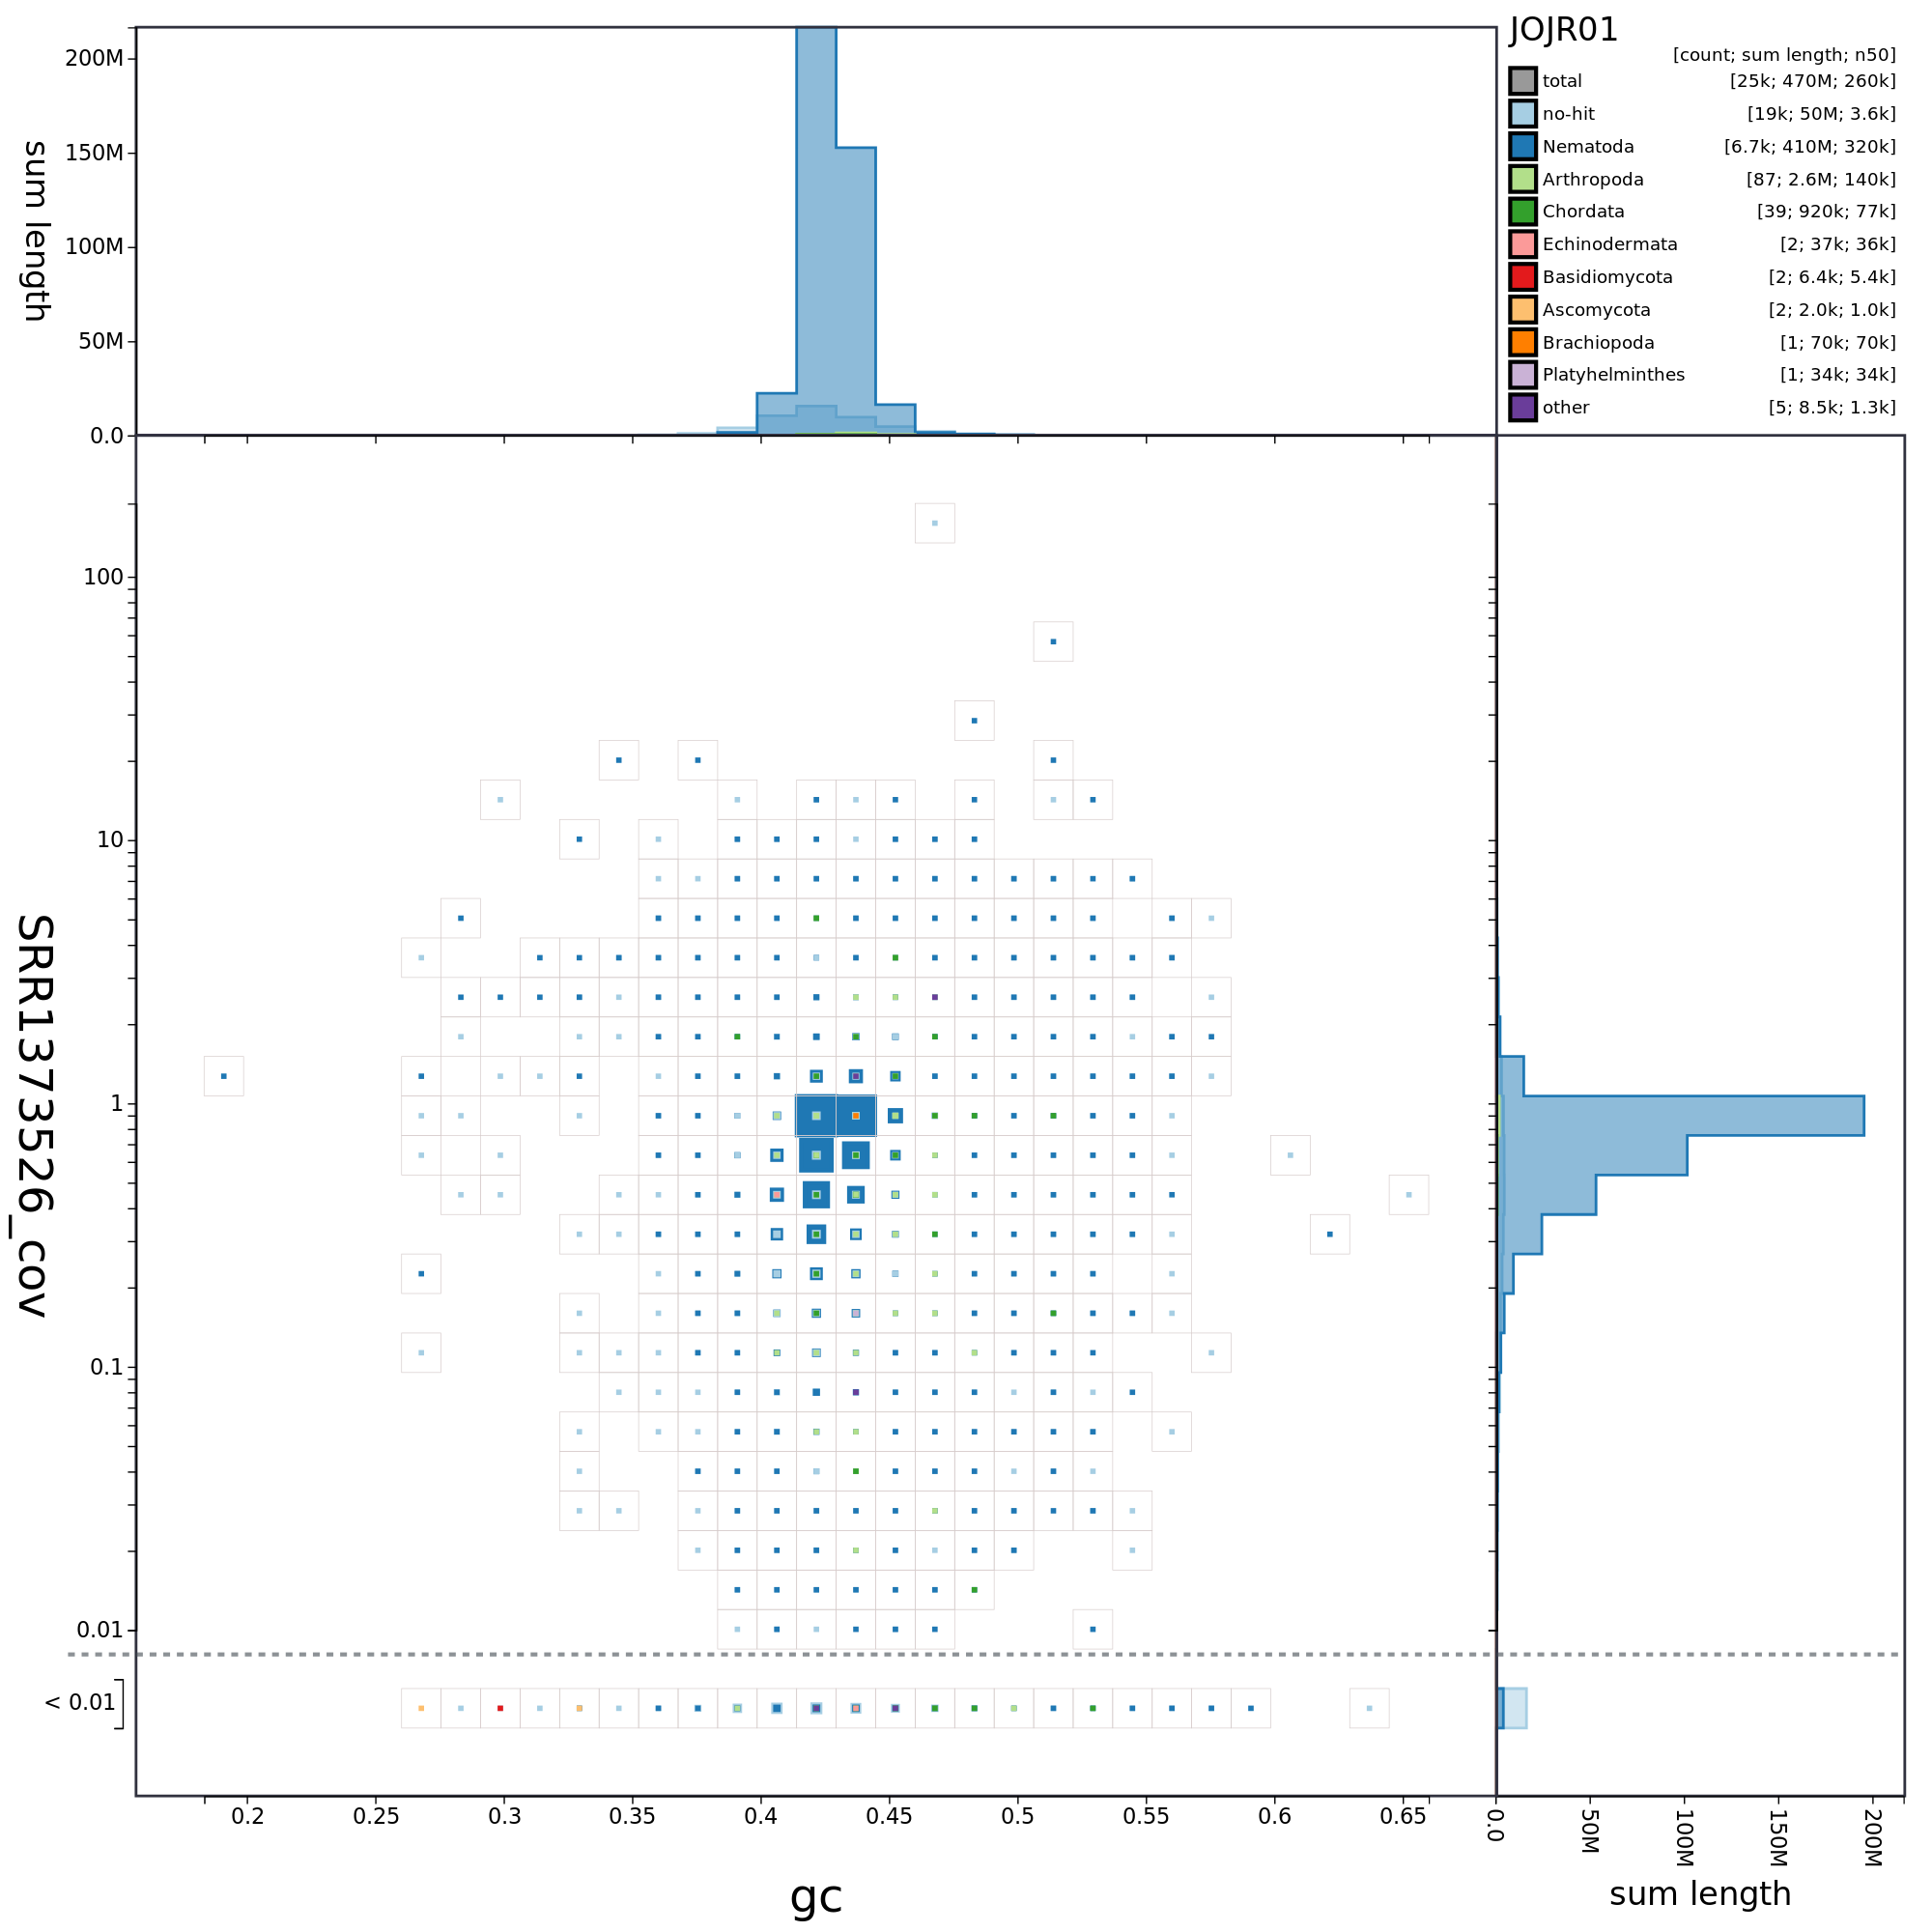 JOJR01
[count; sum length; n50]
total [25k; 470M; 260k]
no-hit [19k; 50M; 3.6k]
Nematoda [6.7k; 410M; 320k]
Arthropoda [87; 2.6M; 140k]
Chordata [39; 920k; 77k]
Echinodermata [2; 37k; 36k]
Basidiomycota [2; 6.4k; 5.4k]
Ascomycota [2; 2.0k; 1.0k]
Brachiopoda [1; 70k; 70k]
Platyhelminthes [1; 34k; 34k]
other [5; 8.5k; 1.3k]
sum length
200M
150M
100M
50M
0.0
SRR1373526_cov
100
10
1
0.1
0.01
< 0.01
0.2 0.25 0.3 0.35 0.4 0.45 0.5 0.55 0.6 0.65
gc
0.0 50M 100M 150M 200M
sum length